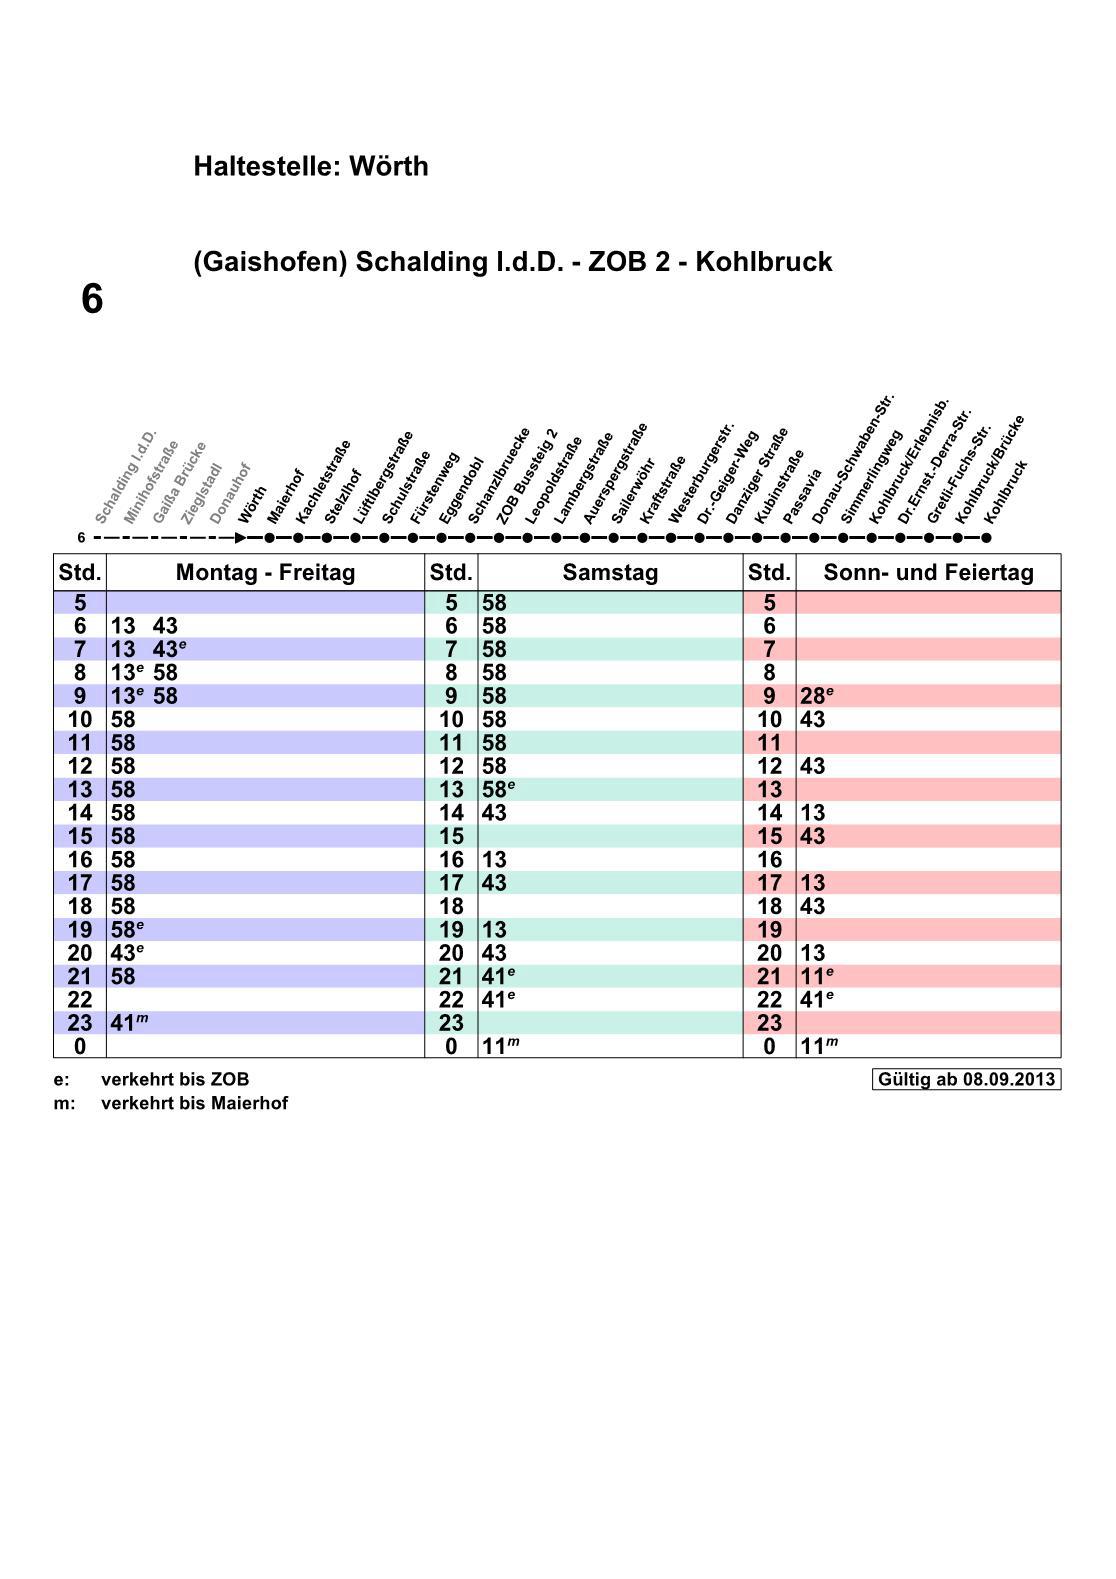 Haltestelle: Wörth
(Gaishofen) Schalding l.d.D. - ZOB 2 - Kohlbruck
6
Schalding l.d.D.
Minihofstraße
Gaißa Brücke
Zieglstadl
Donauhof
Wörth
Maierhof
Kachletstraße
Stelzlhof
Lüftlbergstraße
Schulstraße
Fürstenweg
Eggendobl
Schanzlbruecke
ZOB Bussteig 2
Leopoldstraße
Lambergstraße
Auerspergstraße
Sailerwöhr
Kraftstraße
Westerburgerstr.
Dr.-Geiger-Weg
Danziger Straße
Kubinstraße
Passavia
Donau-Schwaben-Str.
Simmerlingweg
Kohlbruck/Erlebnisb.
Dr.Ernst.-Derra-Str.
Gretl-Fuchs-Str.
Kohlbruck/Brücke
Kohlbruck
6
Std. Montag - Freitag Std. Samstag Std. Sonn- und Feiertag
5 5 58 5
6 13 43 6 58 6
7 13 43e 7 58 7
8 13e 58 8 58 8
9 13e 58 9 58 9 28e
10 58 10 58 10 43
11 58 11 58 11
12 58 12 58 12 43
13 58 13 58e 13
14 58 14 43 14 13
15 58 15 15 43
16 58 16 13 16
17 58 17 43 17 13
18 58 18 18 43
19 58e 19 13 19
20 43e 20 43 20 13
21 58 21 41e 21 11e
22 22 41e 22 41e
23 41m 23 23
0 0 11m 0 11m
e: verkehrt bis ZOB Gültig ab 08.09.2013
m: verkehrt bis Maierhof